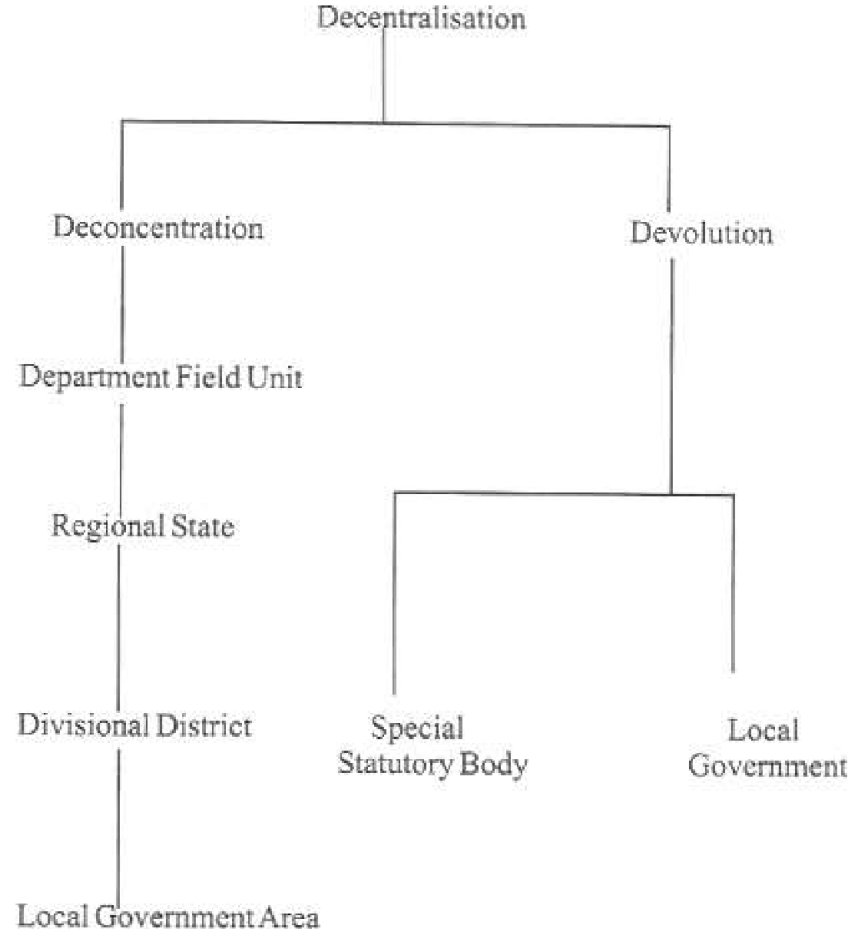 Decentralisation
Deconcentration
Devolution
Department Field Unit
Regional State
Divisional District
Special
Statutory Body
Local
Government
Local Government Area